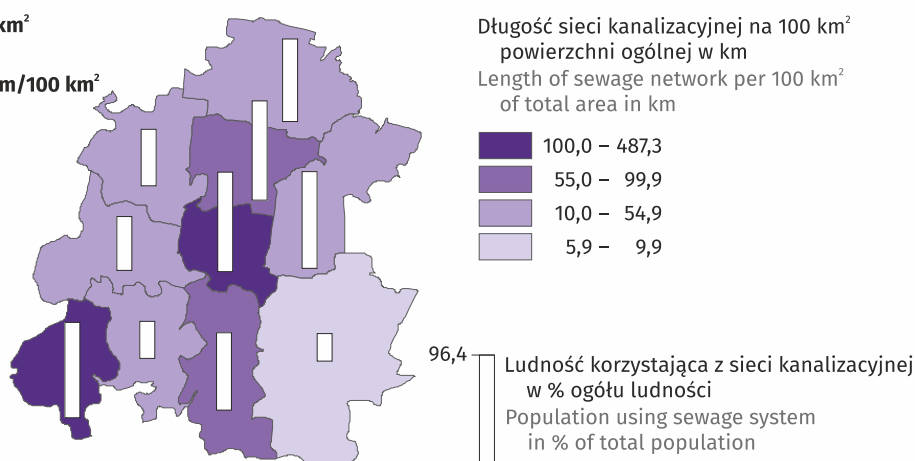 km²
m/100 km²
Długość sieci kanalizacyjnej na 100 km²
powierzchni ogólnej w km
Length of sewage network per 100 km²
of total area in km
100,0 – 487,3
55,0 – 99,9
10,0 – 54,9
5,9 – 9,9
96,4
Ludność korzystająca z sieci kanalizacyjnej
w % ogółu ludności
Population using sewage system
in % of total population